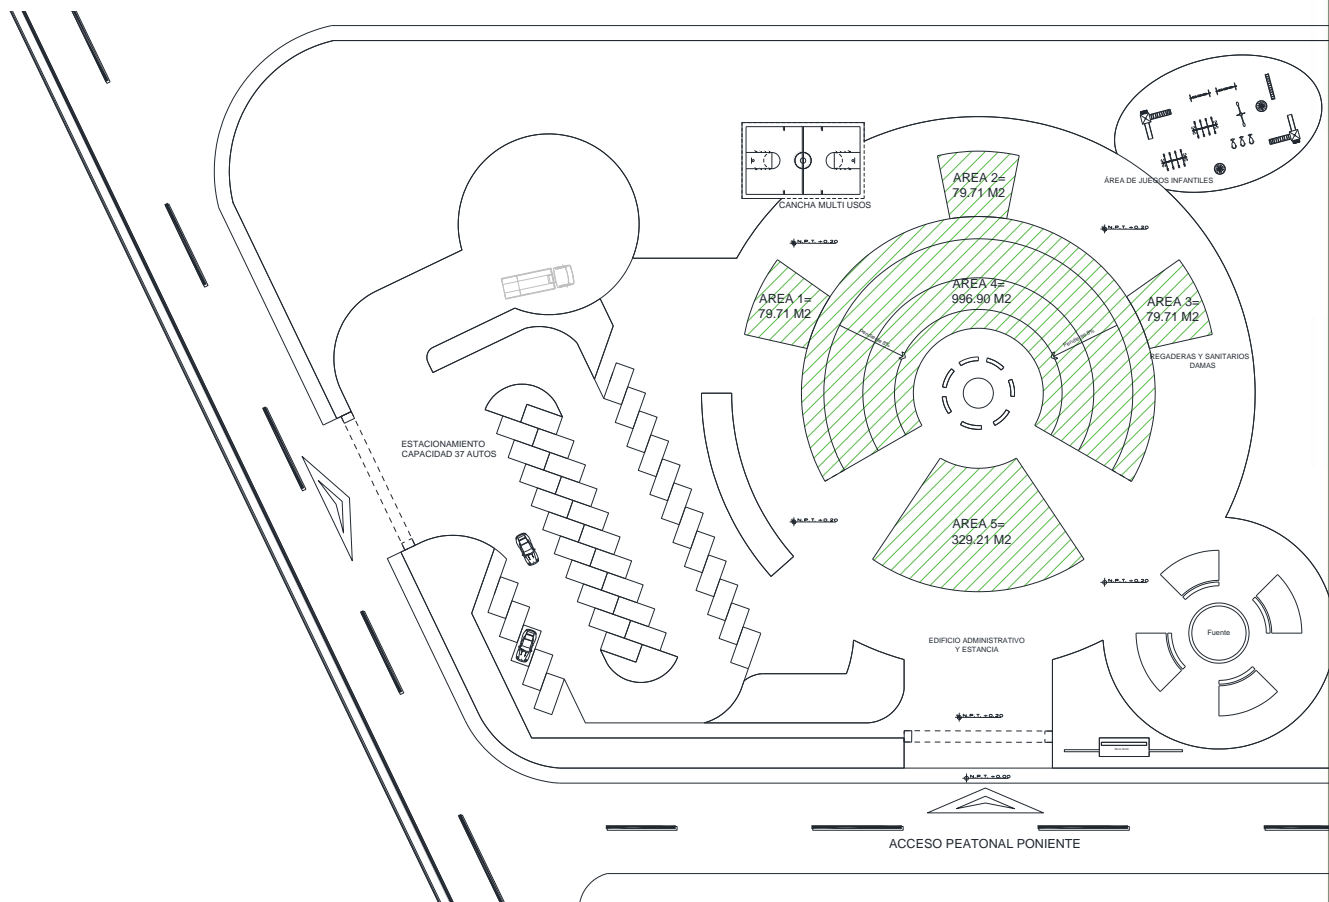 ÁREA DE JUEGOS INFANTILES
CANCHA MULTI USOS
AREA 2=
79.71 M2
N.P.T. +0.20
N.P.T. +0.20
AREA 1=
79.71 M2
AREA 4=
996.90 M2
AREA 3=
79.71 M2
REGADERAS Y SANITARIOS
DAMAS
ESTACIONAMIENTO
CAPACIDAD 37 AUTOS
N.P.T. +0.20
AREA 5=
329.21 M2
N.P.T. +0.20
Fuente
EDIFICIO ADMINISTRATIVO
Y ESTANCIA
N.P.T. +0.20
N.P.T. +0.00
ACCESO PEATONAL PONIENTE